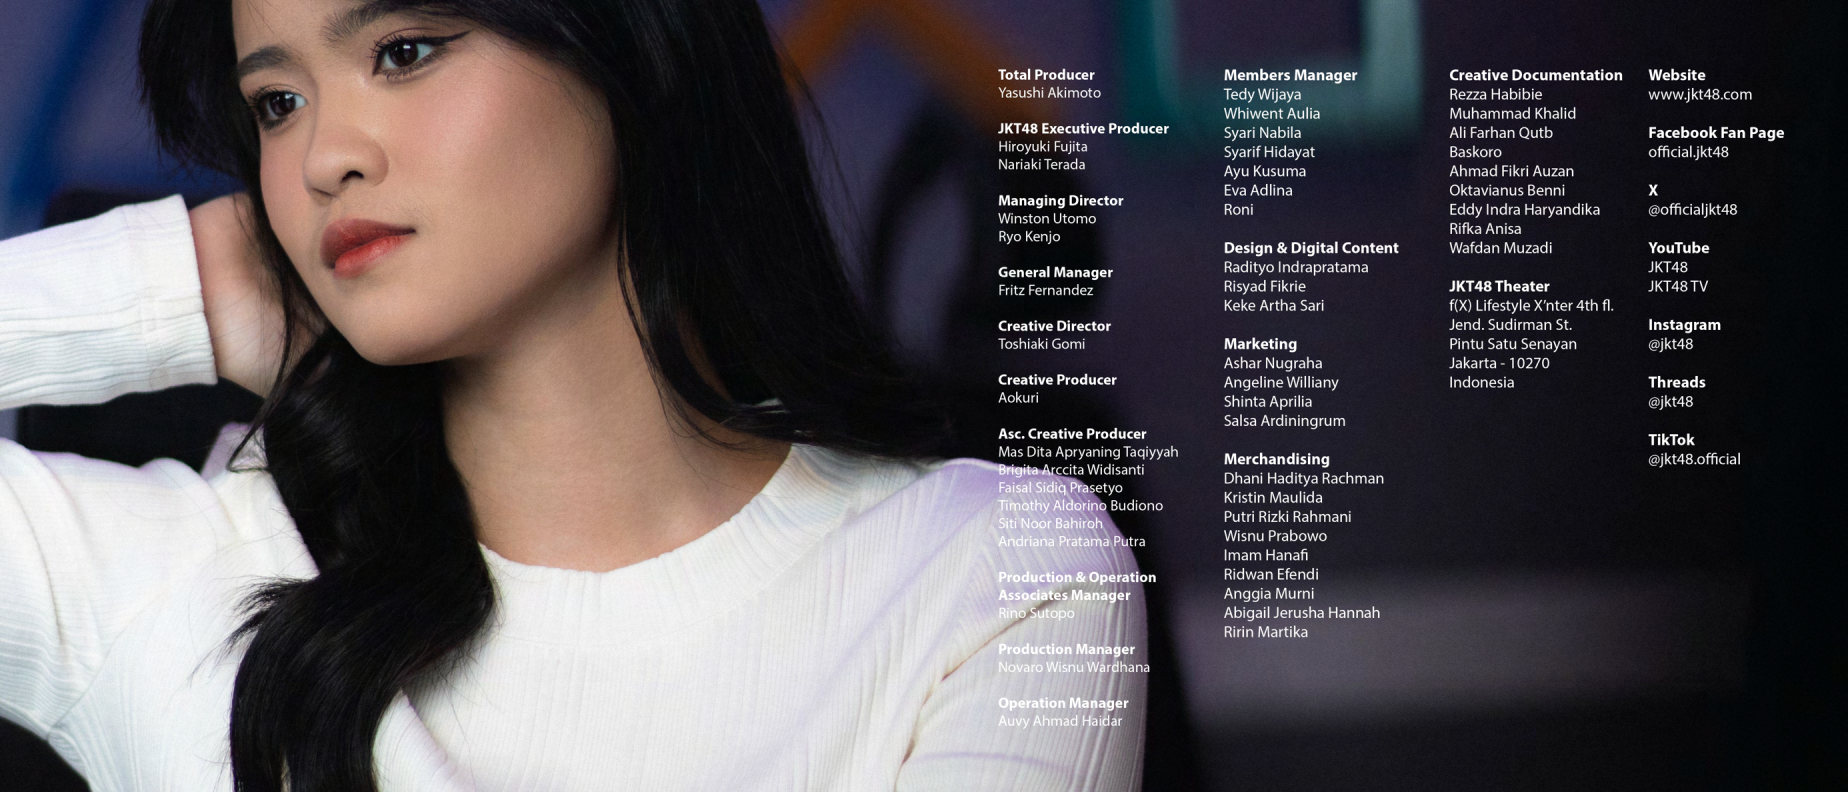 Total Producer
Yasushi Akimoto
JKT48 Executive Producer
Hiroyuki Fujita
Nariaki Terada
Managing Director
Winston Utomo
Ryo Kenjo
General Manager
Fritz Fernandez
Creative Director
Toshiaki Gomi
Creative Producer
Aokuri
Asc. Creative Producer
Mas Dita Apryaning Taqiyyah
Brigita Arccita Widisanti
Faisal Sidiq Prasetyo
Timothy Aldorino Budiono
Siti Noor Bahiroh
Andriana Pratama Putra
Production & Operation
Associates Manager
Rino Sutopo
Production Manager
Novaro Wisnu Wardhana
Operation Manager
Auvy Ahmad Haidar
Members Manager
Tedy Wijaya
Whiwent Aulia
Syari Nabila
Syarif Hidayat
Ayu Kusuma
Eva Adlina
Roni
Design & Digital Content
Radityo Indrapratama
Risyad Fikrie
Keke Artha Sari
Marketing
Ashar Nugraha
Angeline Williany
Shinta Aprilia
Salsa Ardiningrum
Merchandising
Dhani Haditya Rachman
Kristin Maulida
Putri Rizki Rahmani
Wisnu Prabowo
Imam Hanafi
Ridwan Efendi
Anggia Murni
Abigail Jerusha Hannah
Ririn Martika
Creative Documentation
Rezza Habibie
Muhammad Khalid
Ali Farhan Qutb
Baskoro
Ahmad Fikri Auzan
Oktavianus Benni
Eddy Indra Haryandika
Rifka Anisa
Wafdan Muzadi
JKT48 Theater
f(X) Lifestyle X'nter 4th fl.
Jend. Sudirman St.
Pintu Satu Senayan
Jakarta - 10270
Indonesia
Website
www.jkt48.com
Facebook Fan Page
official.jkt48
X
@officialjkt48
YouTube
JKT48
JKT48 TV
Instagram
@jkt48
Threads
@jkt48
TikTok
@jkt48.official